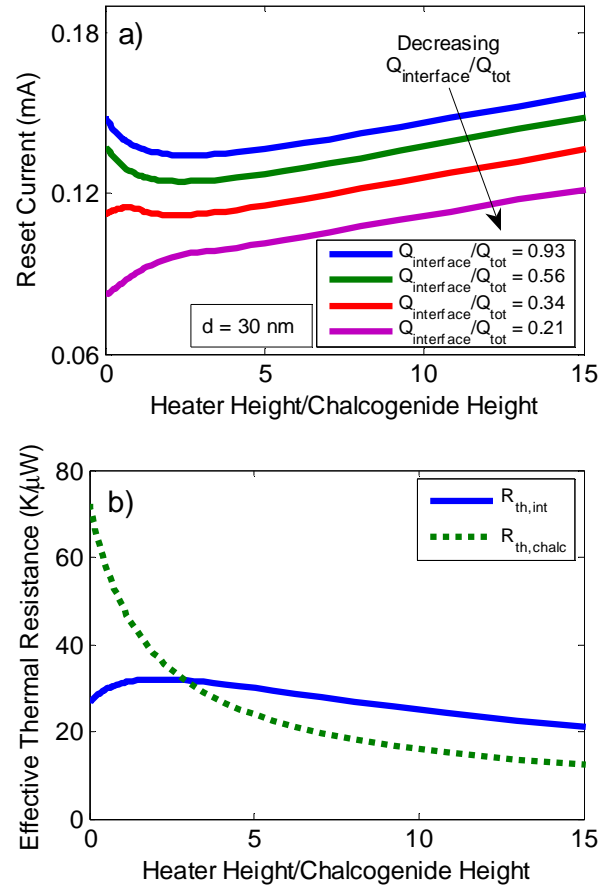 a)
Decreasing
Q_interface/Q_tot
0.18
0.12
0.06
Reset Current (mA)
Q_interface/Q_tot = 0.93
Q_interface/Q_tot = 0.56
Q_interface/Q_tot = 0.34
Q_interface/Q_tot = 0.21
d = 30 nm
0 5 10 15
Heater Height/Chalcogenide Height
b)
80
60
40
20
0
Effective Thermal Resistance (K/μW)
R_th,int
R_th,chalc
0 5 10 15
Heater Height/Chalcogenide Height